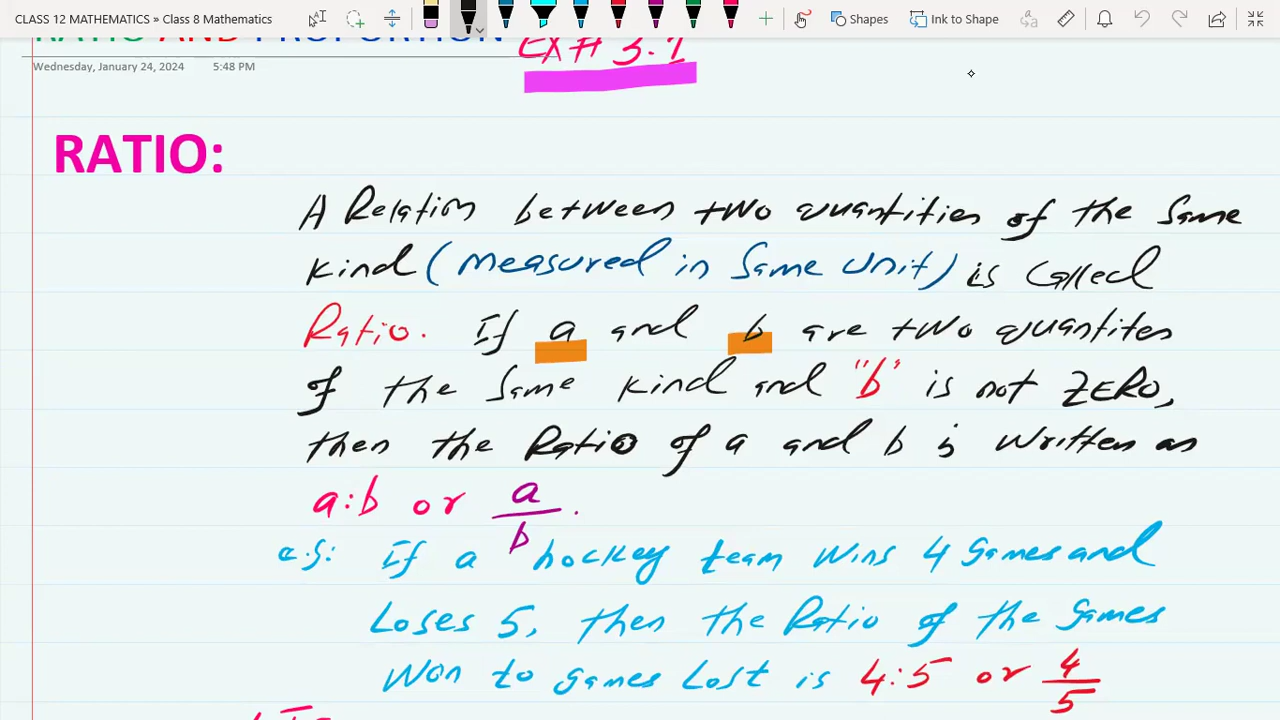 CLASS 12 MATHEMATICS » Class 8 Mathematics
Shapes
Ink to Shape
RATIO AND PROPORTION EX# 3.1
Wednesday, January 24, 2024 5:48 PM
RATIO:
A Relation between two quantities of the same
kind (measured in same unit) is called
Ratio. If a and b are two quantites
of the same kind and "b" is not ZERO,
then the Ratio of a and b is written as
a:b or a/b.
e.g: If a hockey team wins 4 games and
Loses 5, then the Ratio of the games
won to games Lost is 4:5 or 4/5